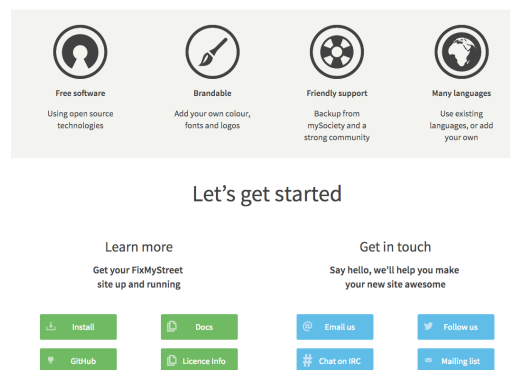 Free software
Using open source
technologies
Brandable
Add your own colour,
fonts and logos
Friendly support
Backup from
mySociety and a
strong community
Many languages
Use existing
languages, or add
your own
Let's get started
Learn more
Get your FixMyStreet
site up and running
Install
Docs
GitHub
Licence Info
Get in touch
Say hello, we'll help you make
your new site awesome
@ Email us
Follow us
# Chat on IRC
Mailing list